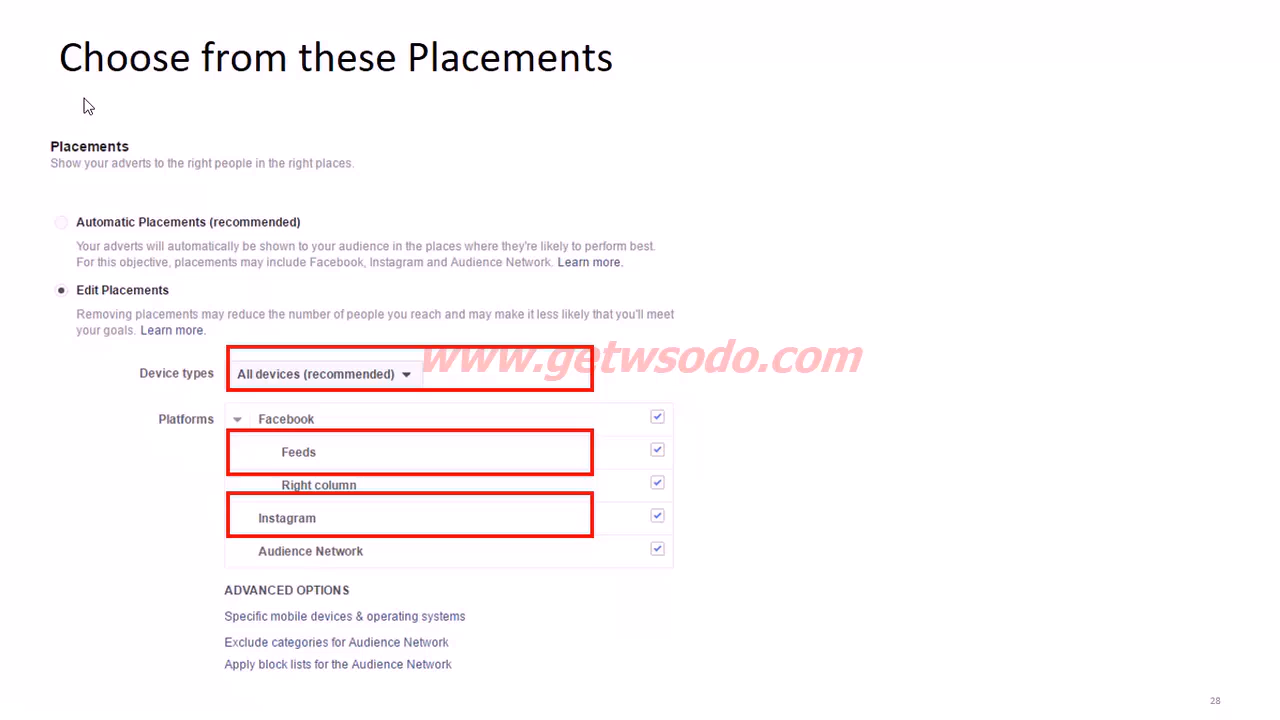 Choose from these Placements
Placements
Show your adverts to the right people in the right places.
Automatic Placements (recommended)
Your adverts will automatically be shown to your audience in the places where they're likely to perform best.
For this objective, placements may include Facebook, Instagram and Audience Network. Learn more.
Edit Placements
Removing placements may reduce the number of people you reach and may make it less likely that you'll meet
your goals. Learn more.
www.getwsodo.com
Device types All devices (recommended)
Platforms Facebook
Feeds
Right column
Instagram
Audience Network
ADVANCED OPTIONS
Specific mobile devices & operating systems
Exclude categories for Audience Network
Apply block lists for the Audience Network
28